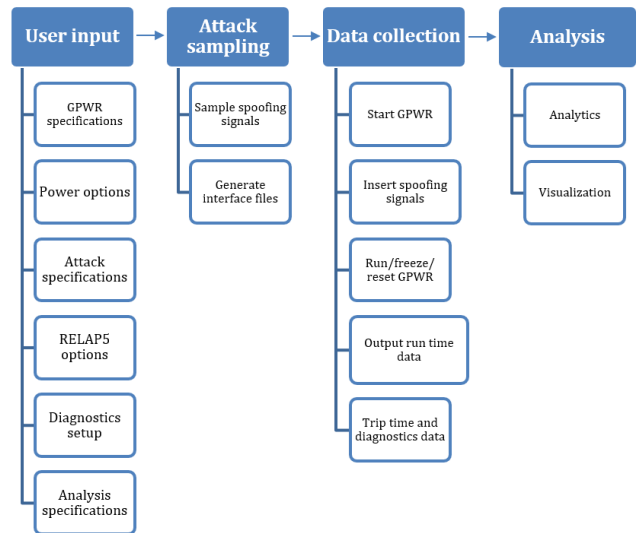 User input
Attack
sampling
Data collection
Analysis
GPWR
specifications
Power options
Attack
specifications
RELAP5
options
Diagnostics
setup
Analysis
specifications
Sample spoofing
signals
Generate
interface files
Start GPWR
Insert spoofing
signals
Run/freeze/
reset GPWR
Output run time
data
Trip time and
diagnostics data
Analytics
Visualization